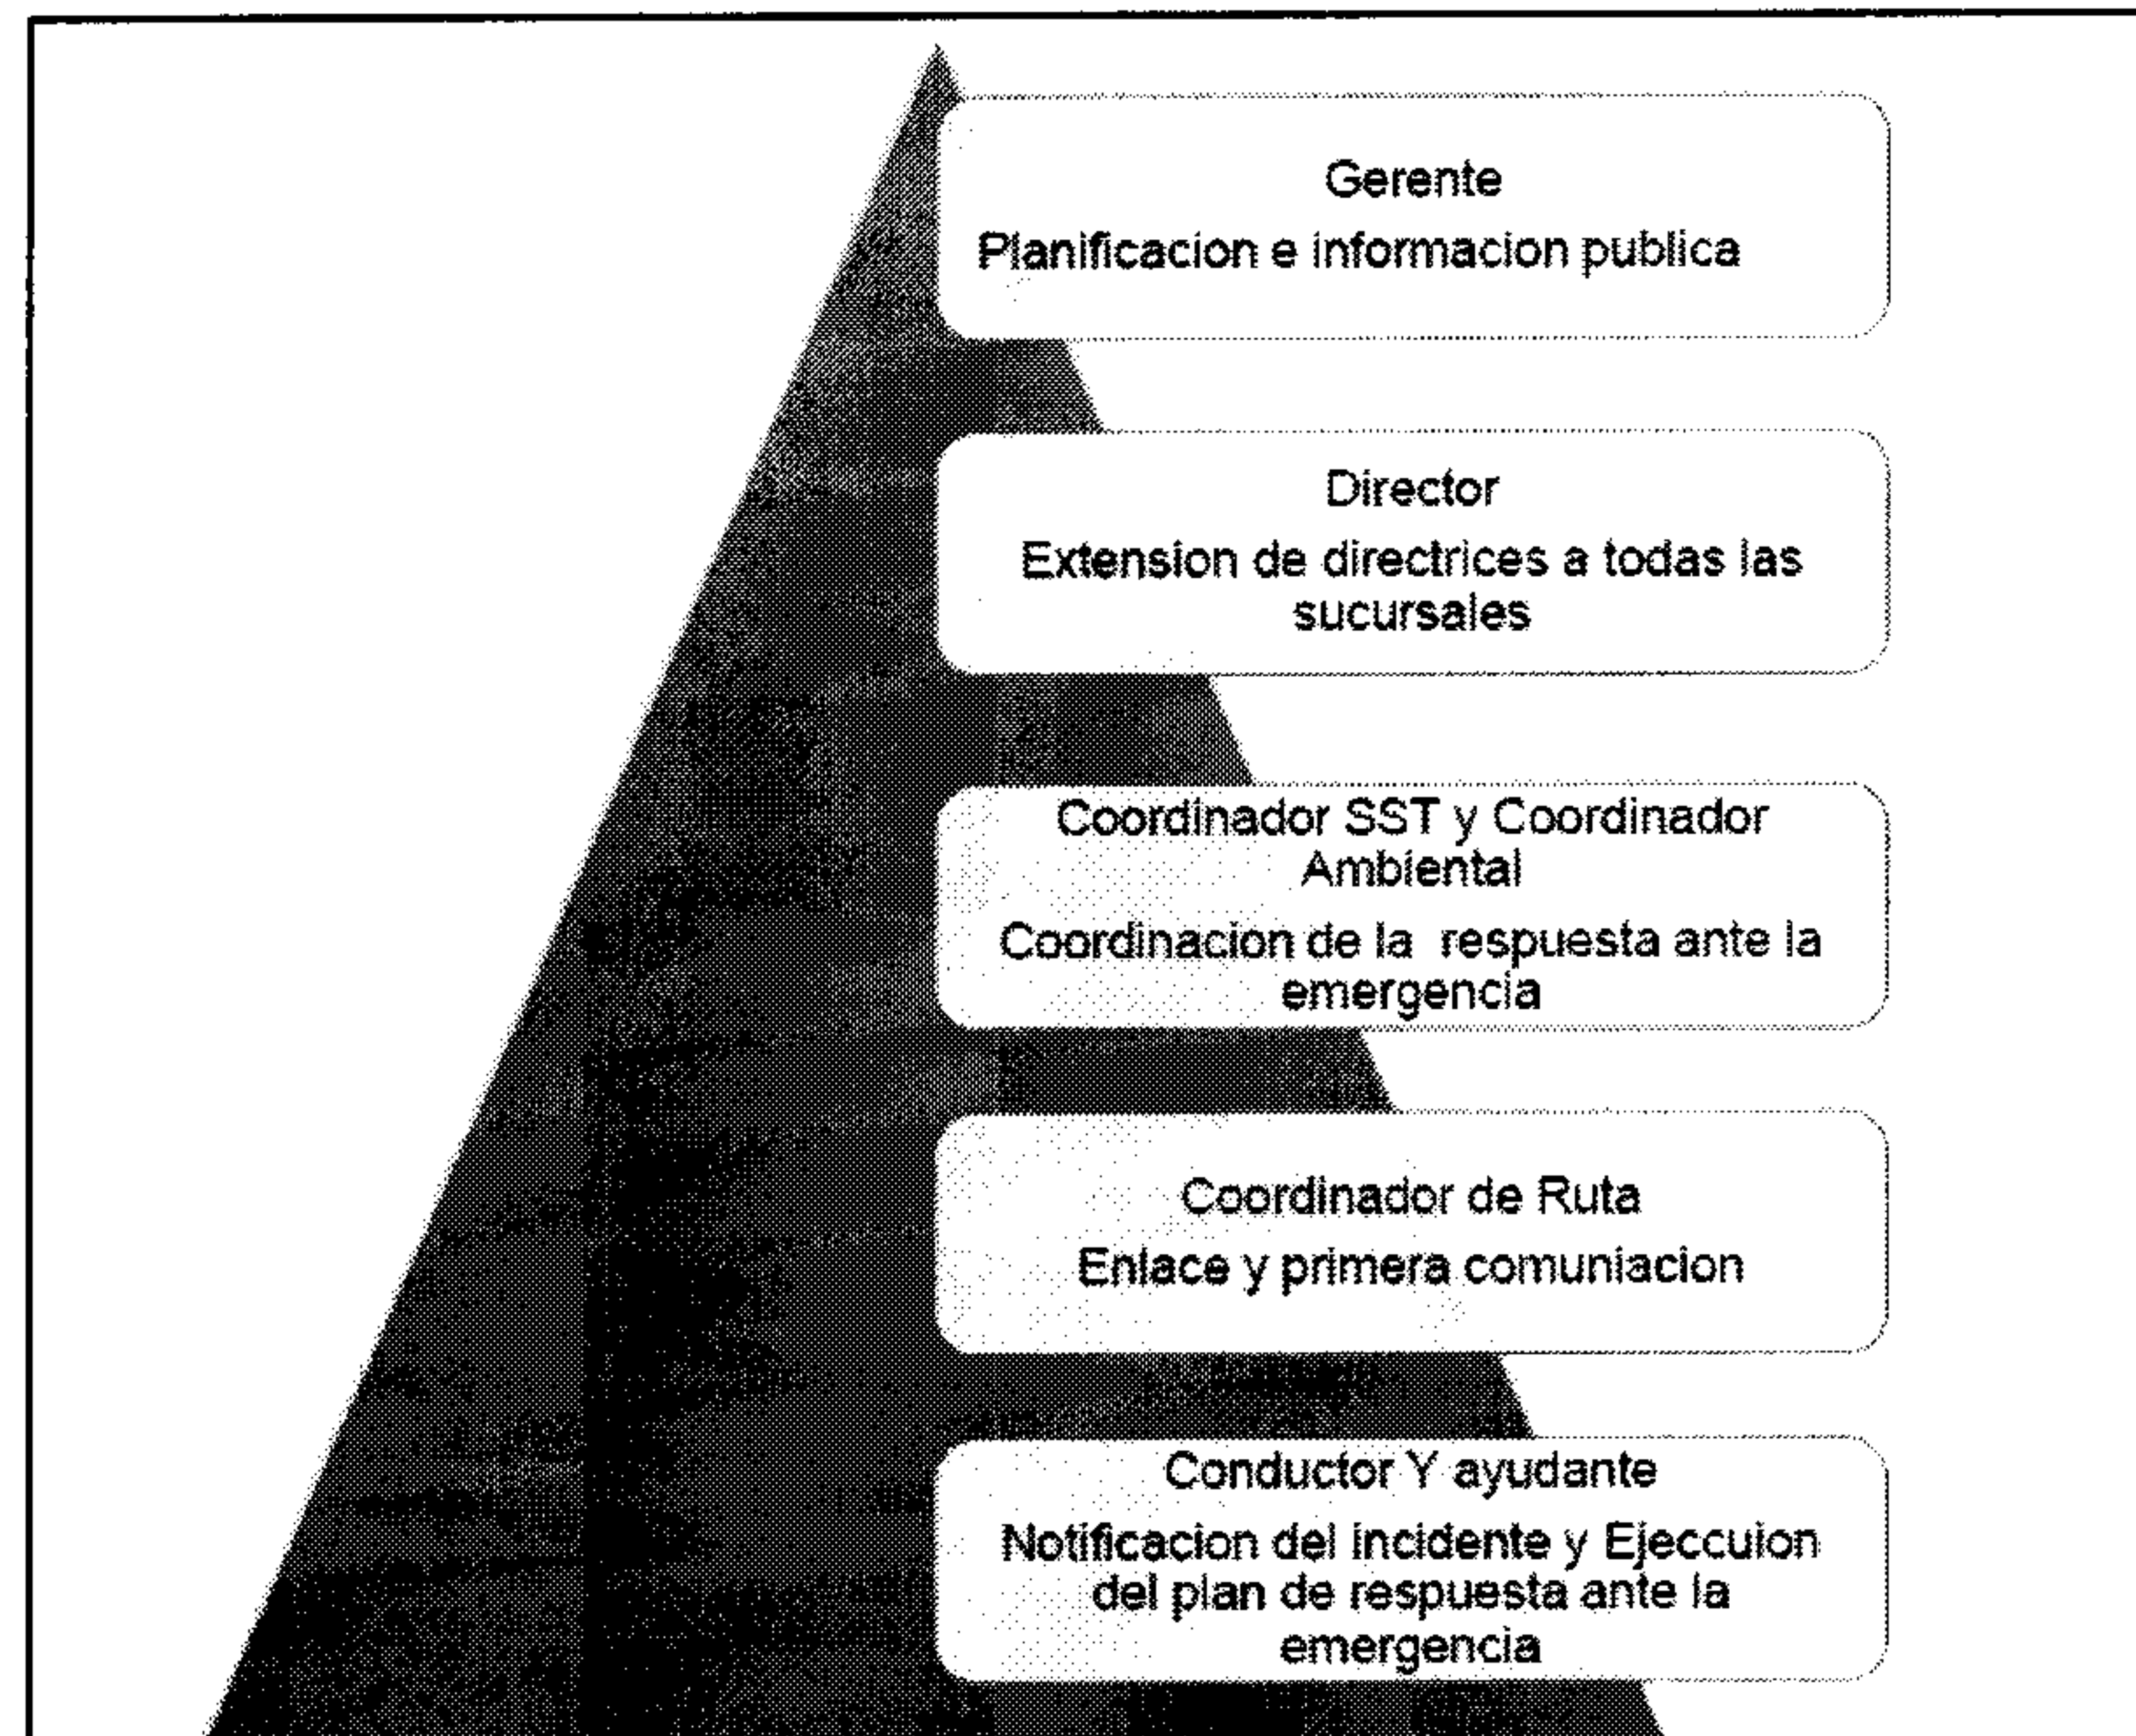 Gerente
Planificacion e informacion publica
Director
Extension de directrices a todas las
sucursales
Coordinador SST y Coordinador
Ambiental
Coordinacion de la respuesta ante la
emergencia
Coordinador de Ruta
Enlace y primera comuniacion
Conductor Y ayudante
Notificacion del incidente y Ejeccuion
del plan de respuesta ante la
emergencia